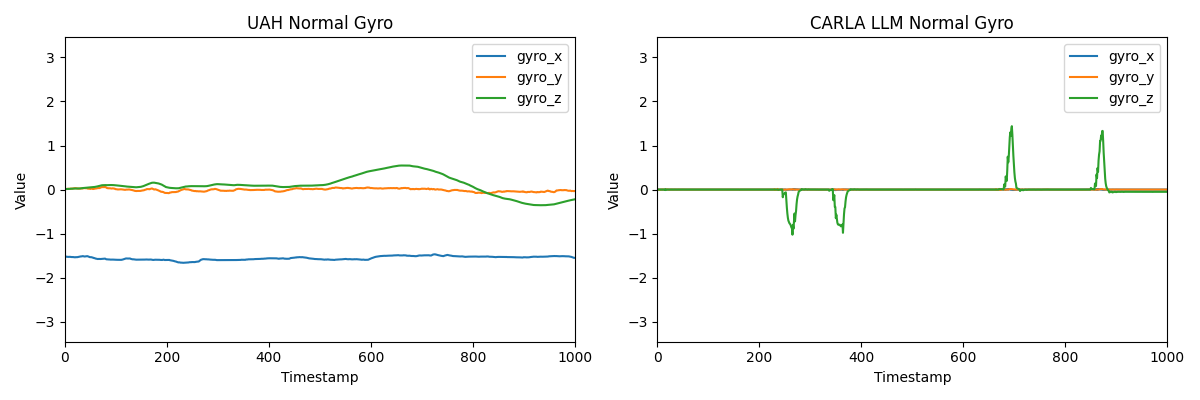 UAH Normal Gyro
3
2
1
0
−1
−2
−3
Value
gyro_x
gyro_y
gyro_z
0 200 400 600 800 1000
Timestamp
CARLA LLM Normal Gyro
3
2
1
0
−1
−2
−3
Value
gyro_x
gyro_y
gyro_z
0 200 400 600 800 1000
Timestamp